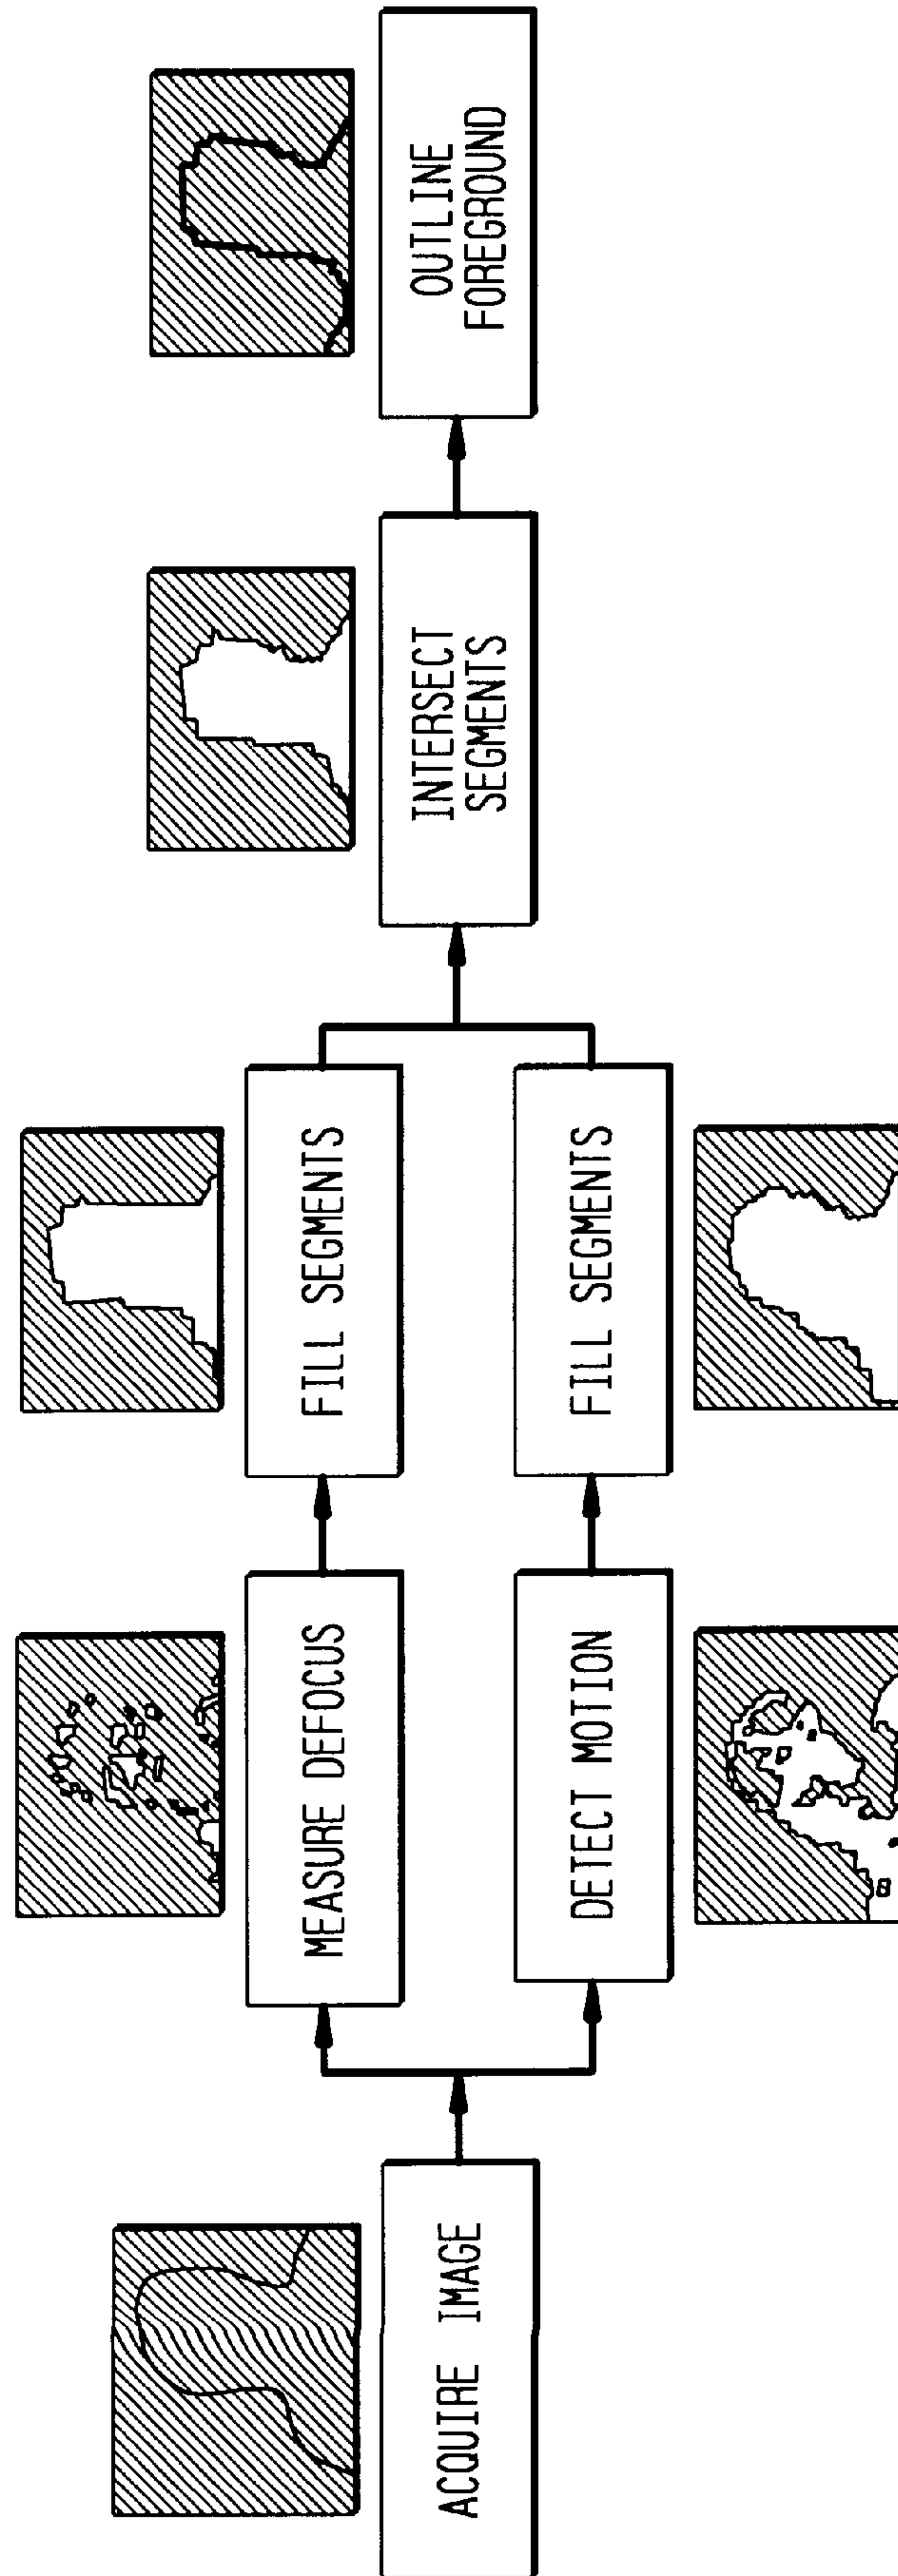 ACQUIRE IMAGE
MEASURE DEFOCUS
DETECT MOTION
FILL SEGMENTS
FILL SEGMENTS
INTERSECT
SEGMENTS
OUTLINE
FOREGROUND